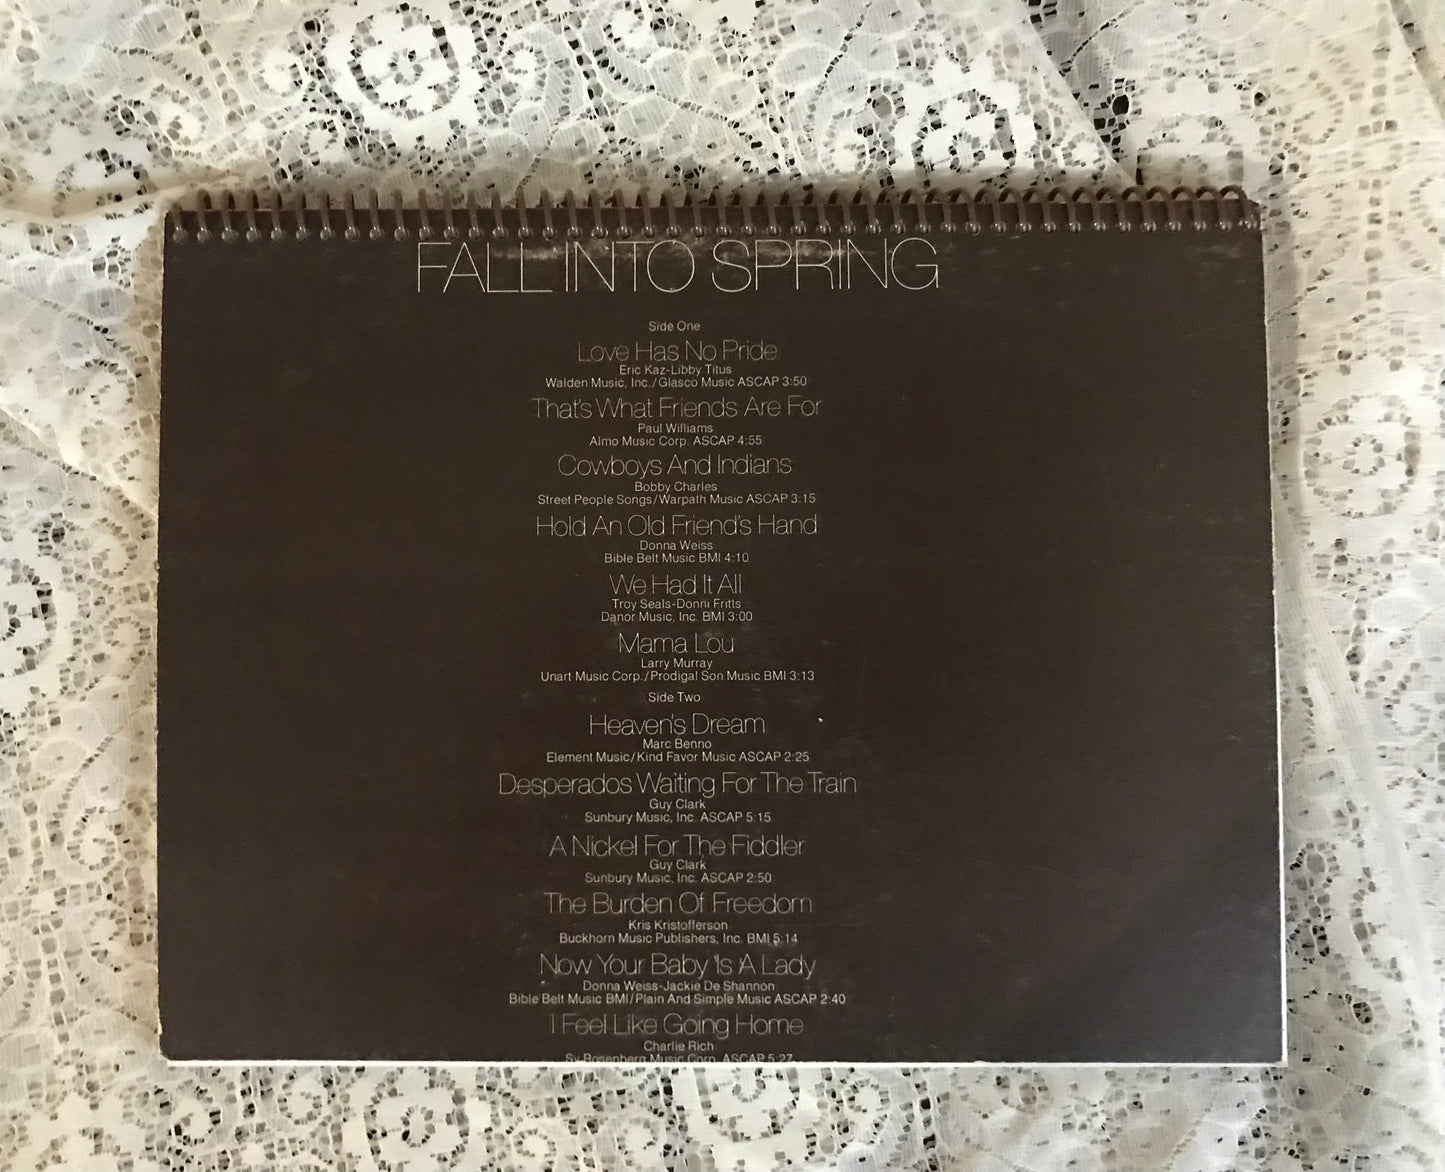 FALL INTO SPRING
Side One
Love Has No Pride
Eric Kaz-Libby Titus
Walden Music, Inc./Glasco Music ASCAP 3:50
That's What Friends Are For
Paul Williams
Almo Music Corp. ASCAP 4:55
Cowboys And Indians
Bobby Charles
Street People Songs/Warpath Music ASCAP 3:15
Hold An Old Friend's Hand
Donna Weiss
Bible Belt Music BMI 4:10
We Had It All
Troy Seals-Donni Fritts
Danor Music, Inc. BMI 3:00
Mama Lou
Larry Murray
Unart Music Corp./Prodigal Son Music BMI 3:13
Side Two
Heaven's Dream
Marc Benno
Element Music/Kind Favor Music ASCAP 2:25
Desperados Waiting For The Train
Guy Clark
Sunbury Music, Inc. ASCAP 5:15
A Nickel For The Fiddler
Guy Clark
Sunbury Music, Inc. ASCAP 2:50
The Burden Of Freedom
Kris Kristofferson
Buckhorn Music Publishers, Inc. BMI 5:14
Now Your Baby Is A Lady
Donna Weiss-Jackie De Shannon
Bible Belt Music BMI/Plain And Simple Music ASCAP 2:40
I Feel Like Going Home
Charlie Rich
Sy Rosenberg Music Corp. ASCAP 5:27